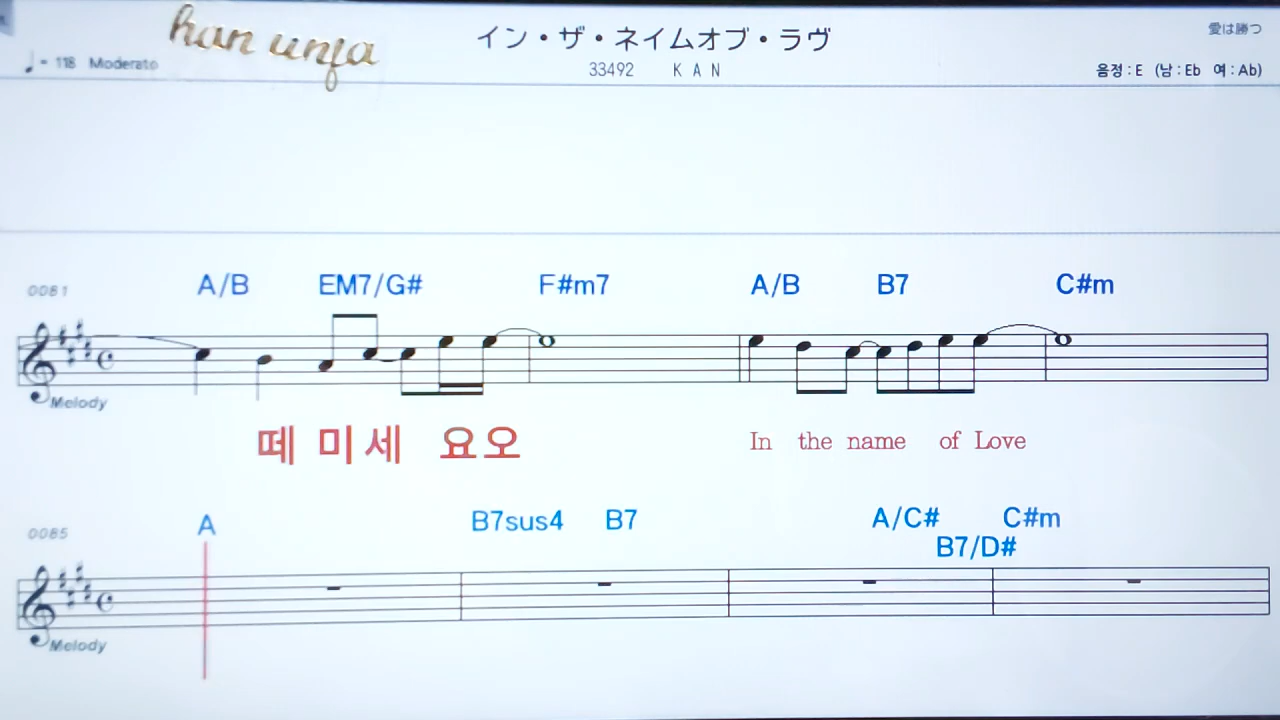 han unja
イン・ザ・ネイムオブ・ラヴ
愛は勝つ
♩= 118 Moderato
33492 K A N
음정 : E (남 : Eb 여 : Ab)
0081
A/B EM7/G# F#m7 A/B B7 C#m
Melody
떼 미 세 요 오 In the name of Love
0085
A B7sus4 B7 A/C# C#m
B7/D#
Melody